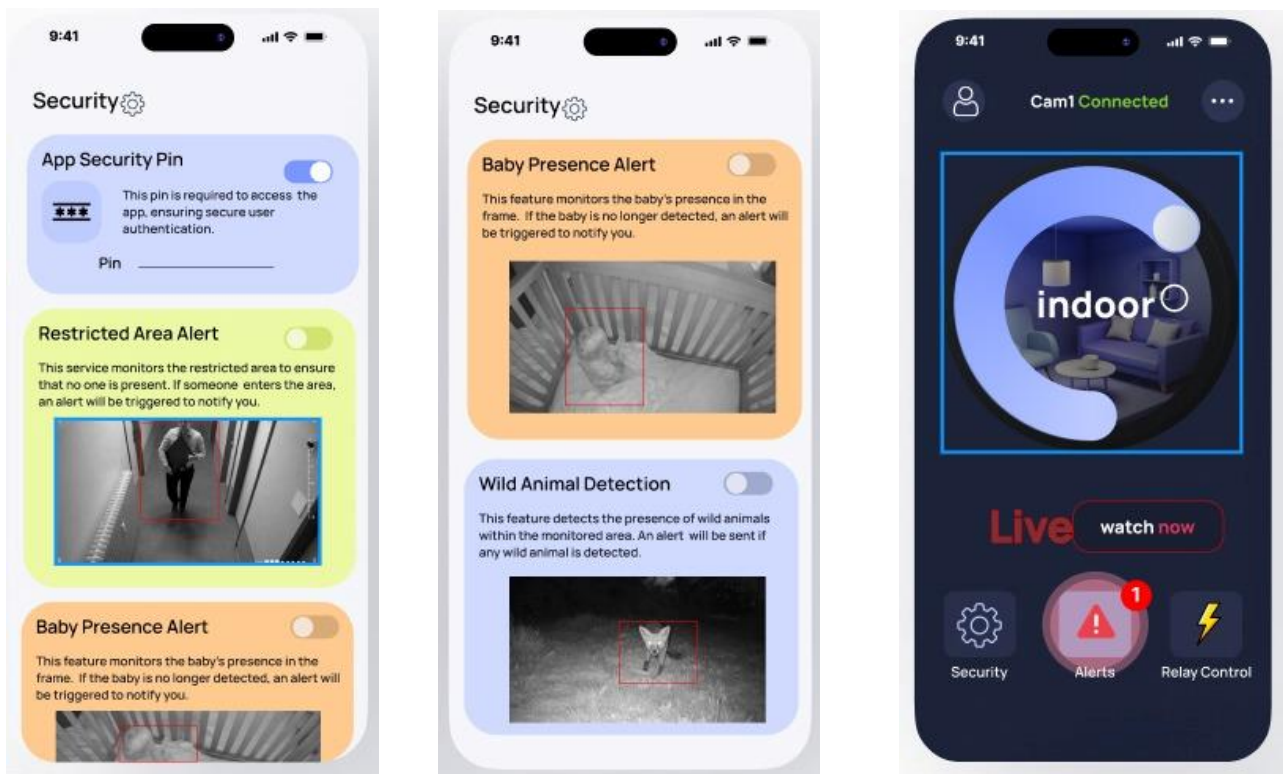 9:41
Security
App Security Pin
***
This pin is required to access the
app, ensuring secure user
authentication.
Pin
Restricted Area Alert
This service monitors the restricted area to ensure
that no one is present. If someone enters the area,
an alert will be triggered to notify you.
Baby Presence Alert
This feature monitors the baby's presence in the
frame. If the baby is no longer detected, an alert will
be triggered to notify you.
9:41
Security
Baby Presence Alert
This feature monitors the baby's presence in the
frame. If the baby is no longer detected, an alert will
be triggered to notify you.
Wild Animal Detection
This feature detects the presence of wild animals
within the monitored area. An alert will be sent if
any wild animal is detected.
9:41
Cam1 Connected
indoor
Live watch now
1
Security Alerts Relay Control